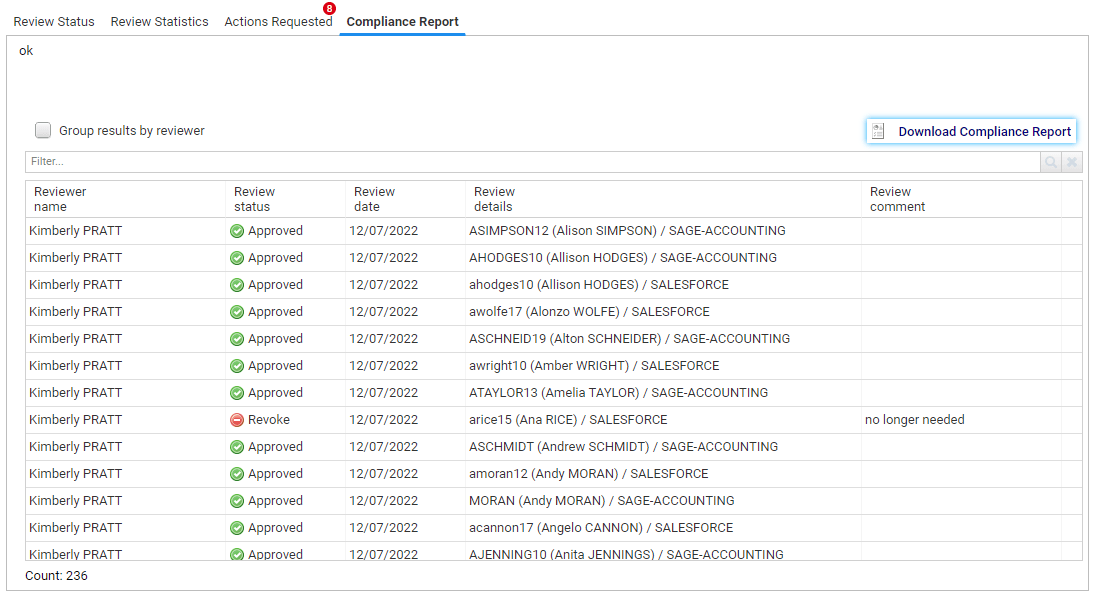 8
Review Status Review Statistics Actions Requested Compliance Report
ok
Group results by reviewer Download Compliance Report
Filter...
Reviewer Review Review Review Review
name status date details comment
Kimberly PRATT Approved 12/07/2022 ASIMPSON12 (Alison SIMPSON) / SAGE-ACCOUNTING
Kimberly PRATT Approved 12/07/2022 AHODGES10 (Allison HODGES) / SAGE-ACCOUNTING
Kimberly PRATT Approved 12/07/2022 ahodges10 (Allison HODGES) / SALESFORCE
Kimberly PRATT Approved 12/07/2022 awolfe17 (Alonzo WOLFE) / SALESFORCE
Kimberly PRATT Approved 12/07/2022 ASCHNEID19 (Alton SCHNEIDER) / SAGE-ACCOUNTING
Kimberly PRATT Approved 12/07/2022 awright10 (Amber WRIGHT) / SALESFORCE
Kimberly PRATT Approved 12/07/2022 ATAYLOR13 (Amelia TAYLOR) / SAGE-ACCOUNTING
Kimberly PRATT Revoke 12/07/2022 arice15 (Ana RICE) / SALESFORCE no longer needed
Kimberly PRATT Approved 12/07/2022 ASCHMIDT (Andrew SCHMIDT) / SAGE-ACCOUNTING
Kimberly PRATT Approved 12/07/2022 amoran12 (Andy MORAN) / SALESFORCE
Kimberly PRATT Approved 12/07/2022 MORAN (Andy MORAN) / SAGE-ACCOUNTING
Kimberly PRATT Approved 12/07/2022 acannon17 (Angelo CANNON) / SALESFORCE
Kimberly PRATT Approved 12/07/2022 AJENNING10 (Anita JENNINGS) / SAGE-ACCOUNTING
Count: 236